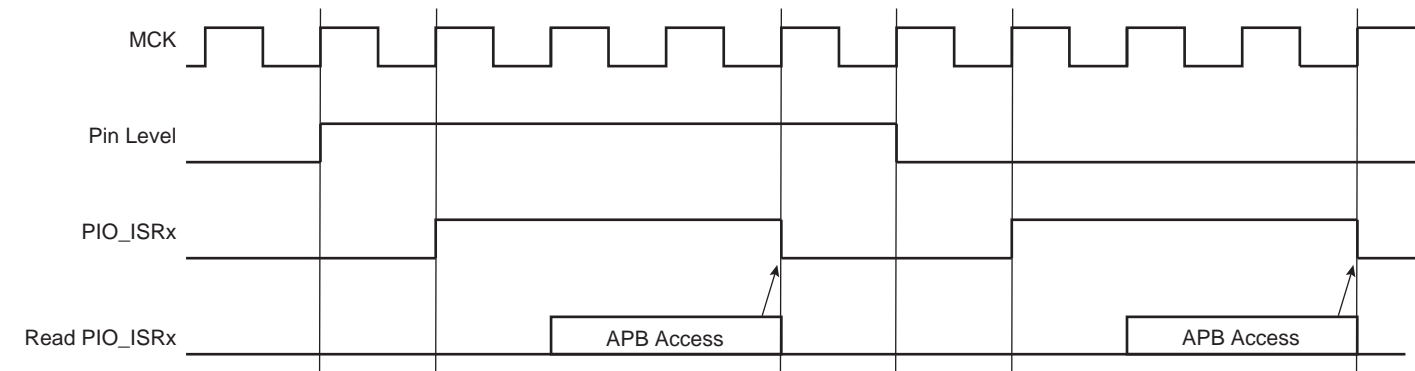 MCK
Pin Level
PIO_ISRx
Read PIO_ISRx
APB Access
APB Access